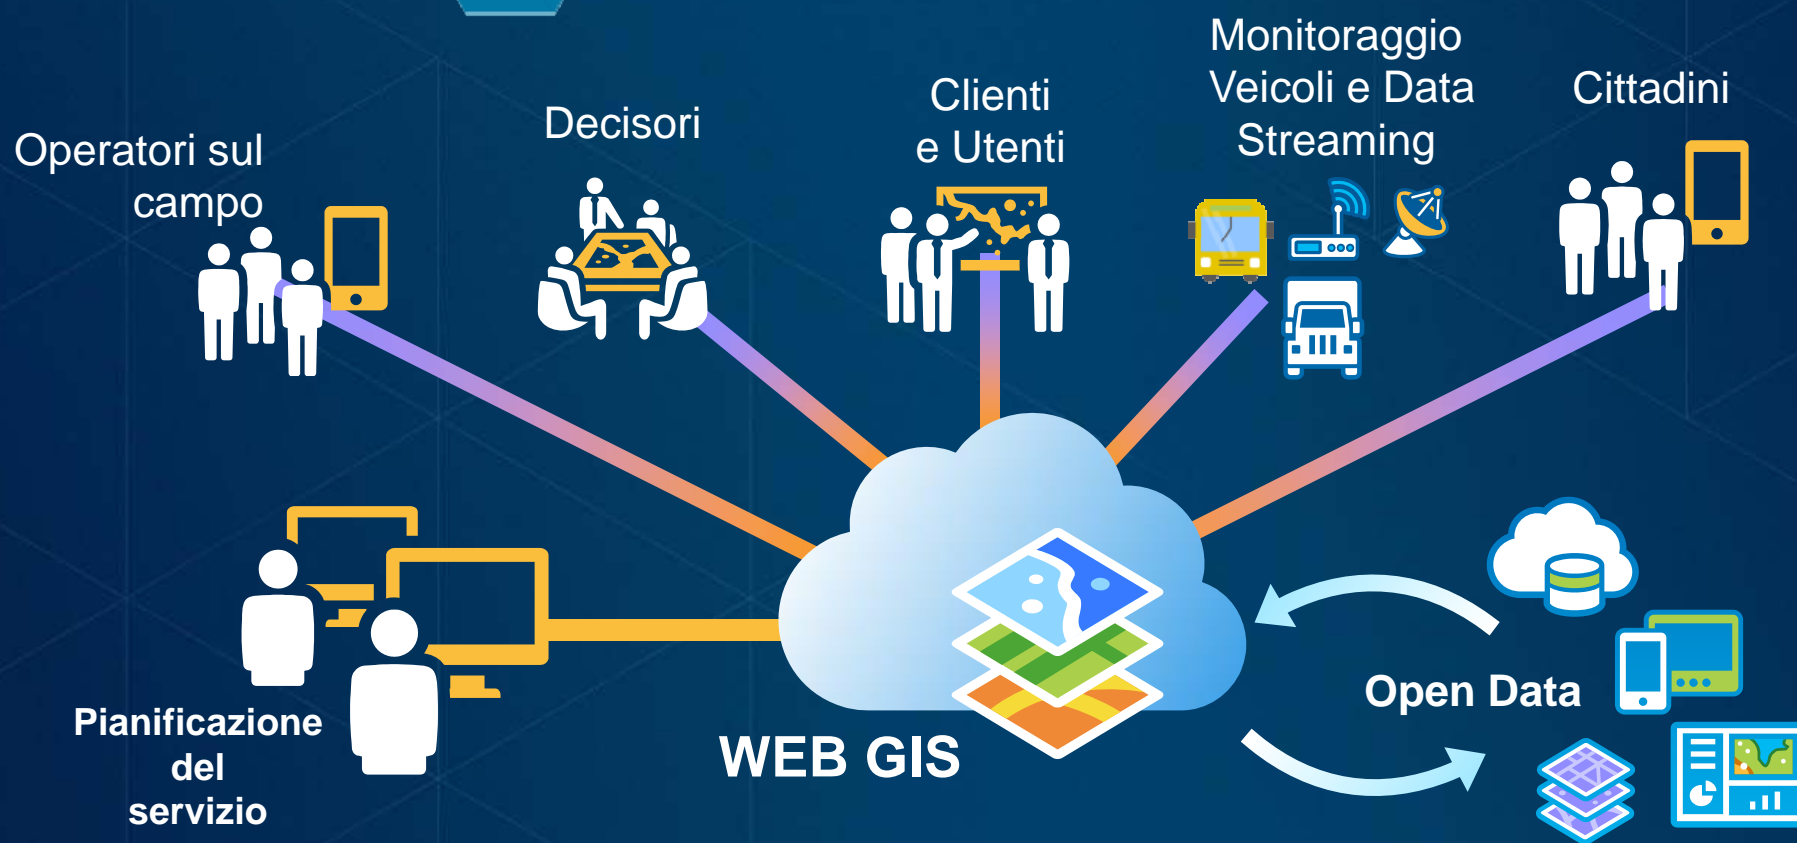 Operatori sul
campo
Decisori
Clienti
e Utenti
Monitoraggio
Veicoli e Data
Streaming
Cittadini
Pianificazione
del
servizio
WEB GIS
Open Data